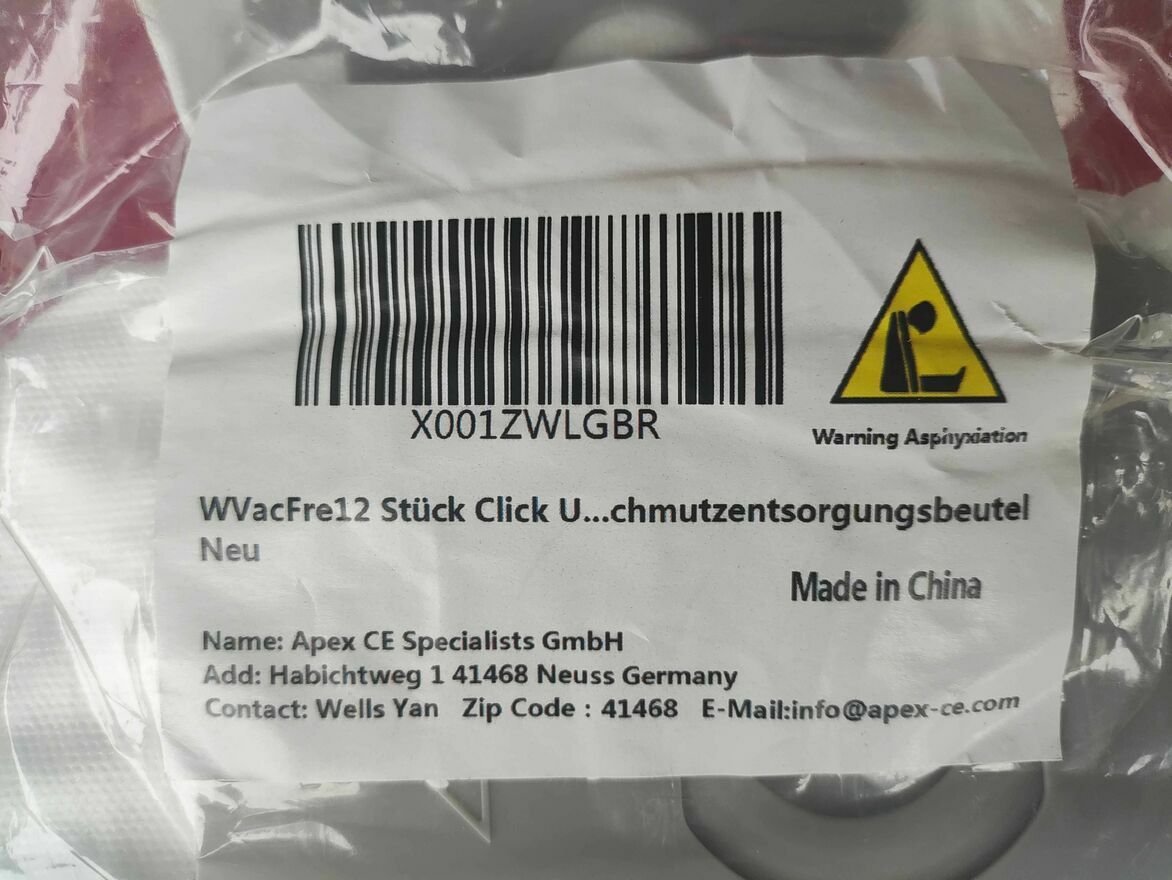 X001ZWLGBR
Warning Asphyxiation
WVacFre12 Stück Click U...chmutzentsorgungsbeutel
Neu
Made in China
Name: Apex CE Specialists GmbH
Add: Habichtweg 1 41468 Neuss Germany
Contact: Wells Yan Zip Code : 41468 E-Mail:info@apex-ce.com